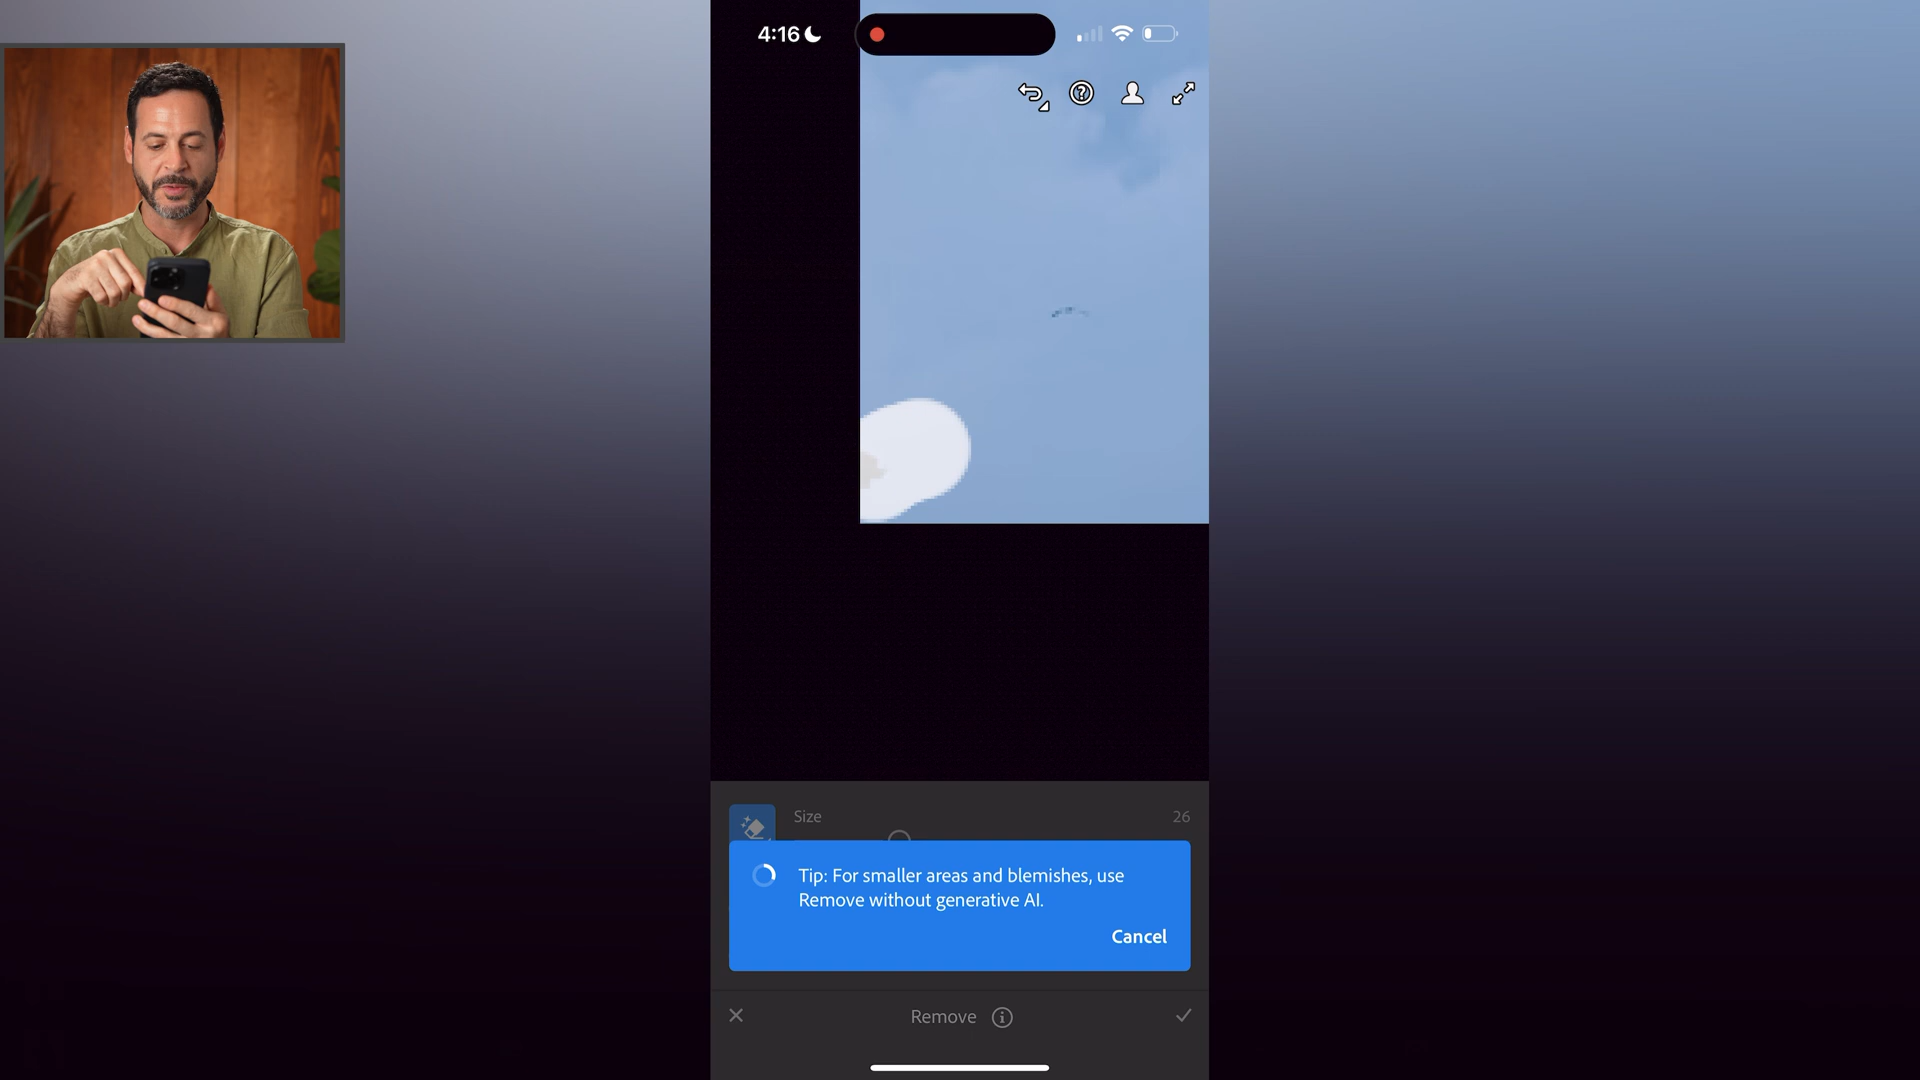 4:16
Size
26
Tip: For smaller areas and blemishes, use
Remove without generative AI.
Cancel
Remove